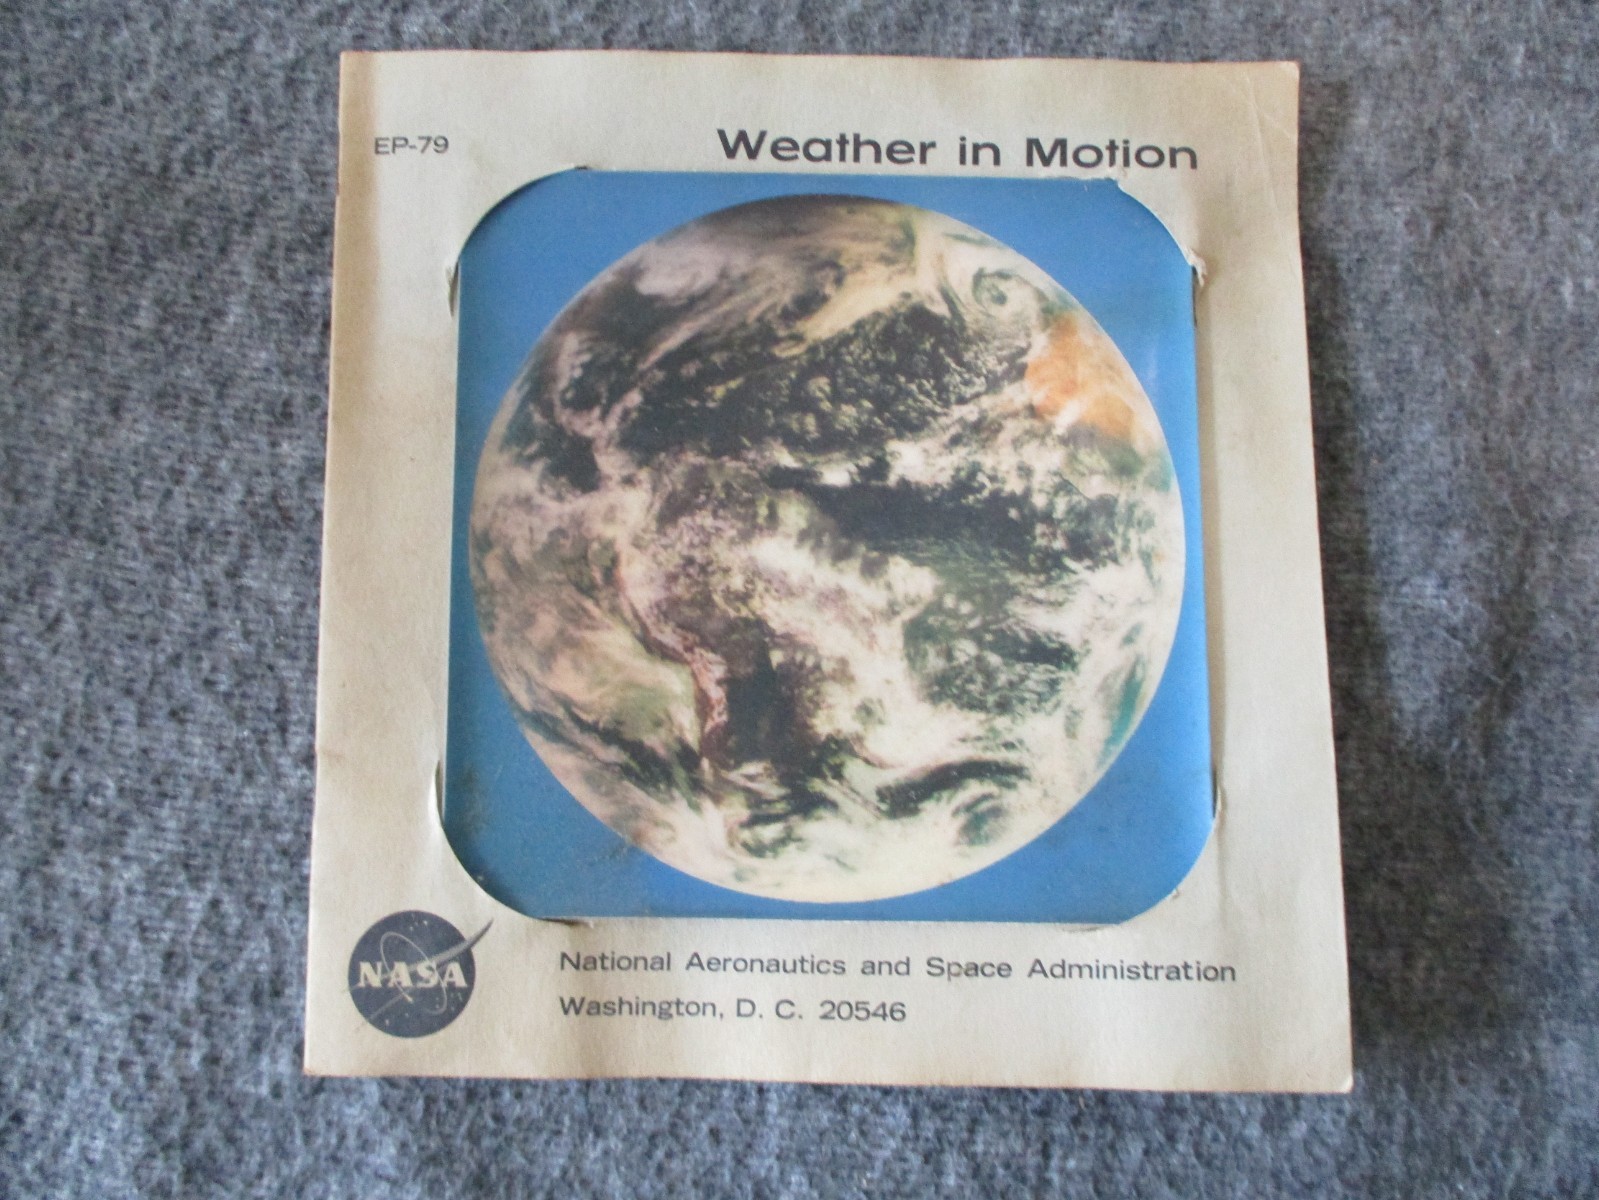 EP-79
Weather in Motion
NASA
National Aeronautics and Space Administration
Washington, D. C. 20546